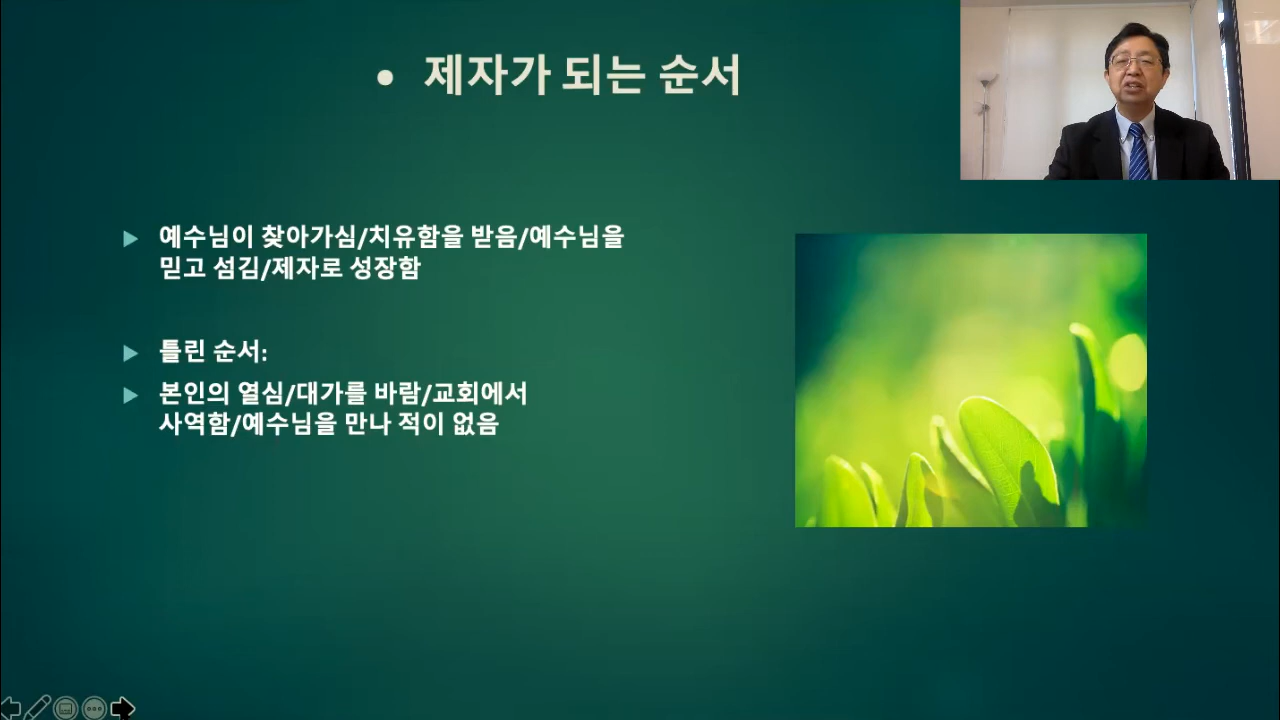 • 제자가 되는 순서
예수님이 찾아가심/치유함을 받음/예수님을
믿고 섬김/제자로 성장함
틀린 순서:
본인의 열심/대가를 바람/교회에서
사역함/예수님을 만나 적이 없음